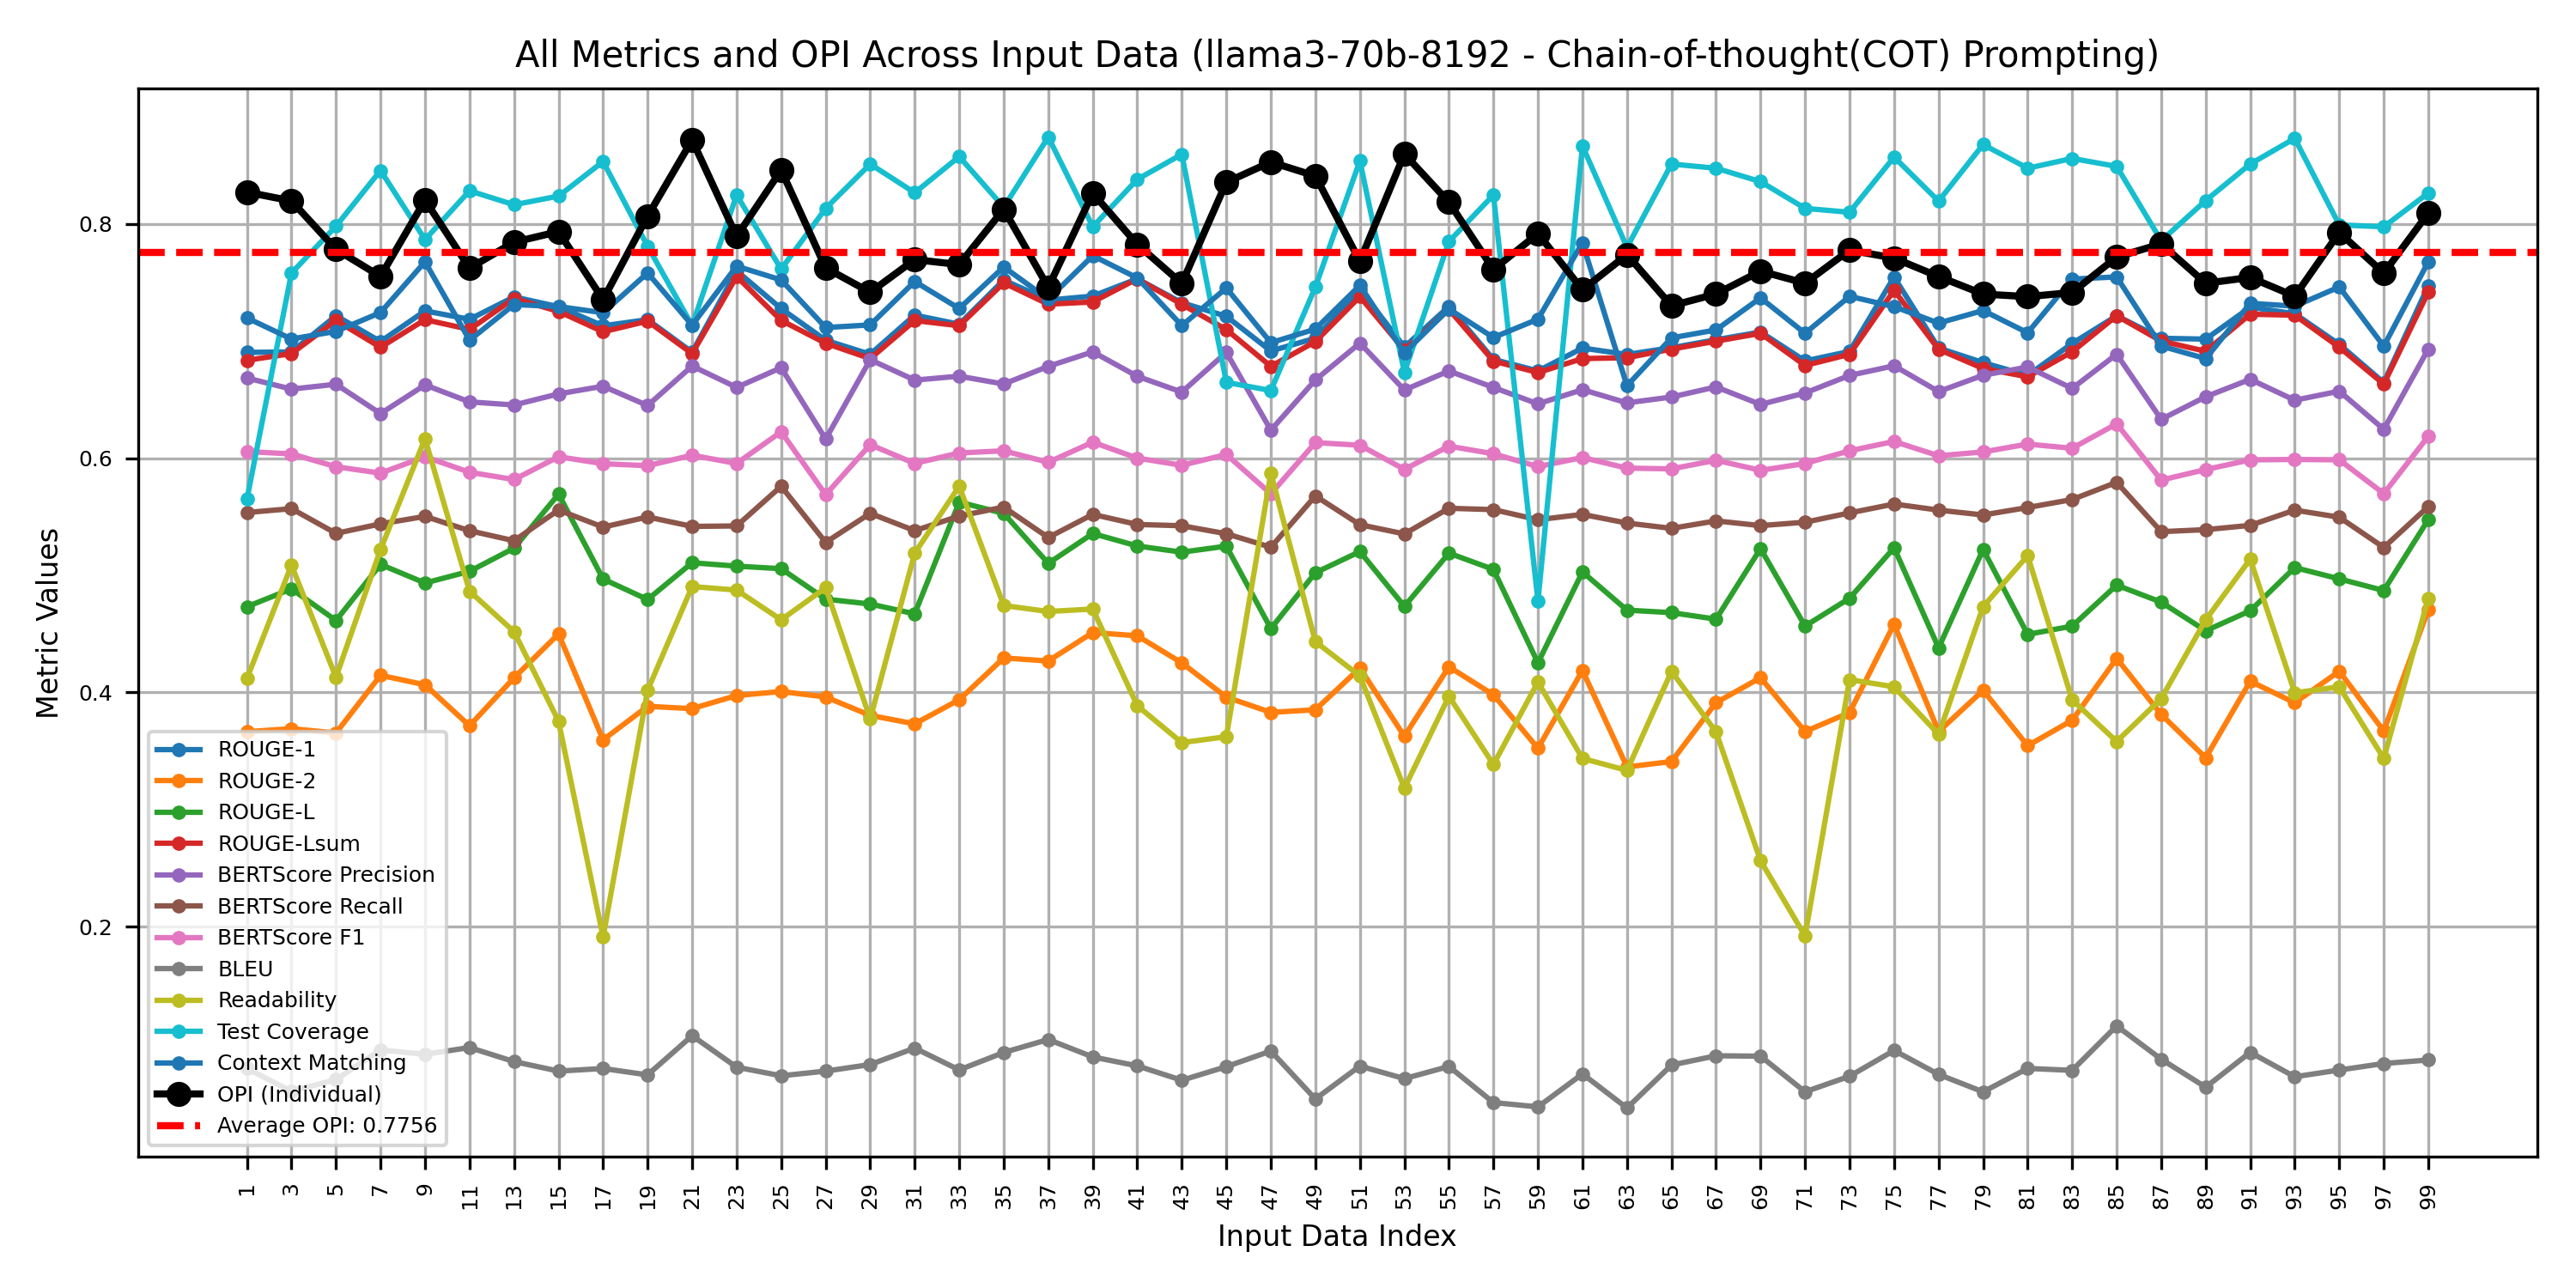 All Metrics and OPI Across Input Data (llama3-70b-8192 - Chain-of-thought(COT) Prompting)
Metric Values
0.8
0.6
0.4
0.2
ROUGE-1
ROUGE-2
ROUGE-L
ROUGE-Lsum
BERTScore Precision
BERTScore Recall
BERTScore F1
BLEU
Readability
Test Coverage
Context Matching
OPI (Individual)
Average OPI: 0.7756
1 3 5 7 9 11 13 15 17 19 21 23 25 27 29 31 33 35 37 39 41 43 45 47 49 51 53 55 57 59 61 63 65 67 69 71 73 75 77 79 81 83 85 87 89 91 93 95 97 99
Input Data Index